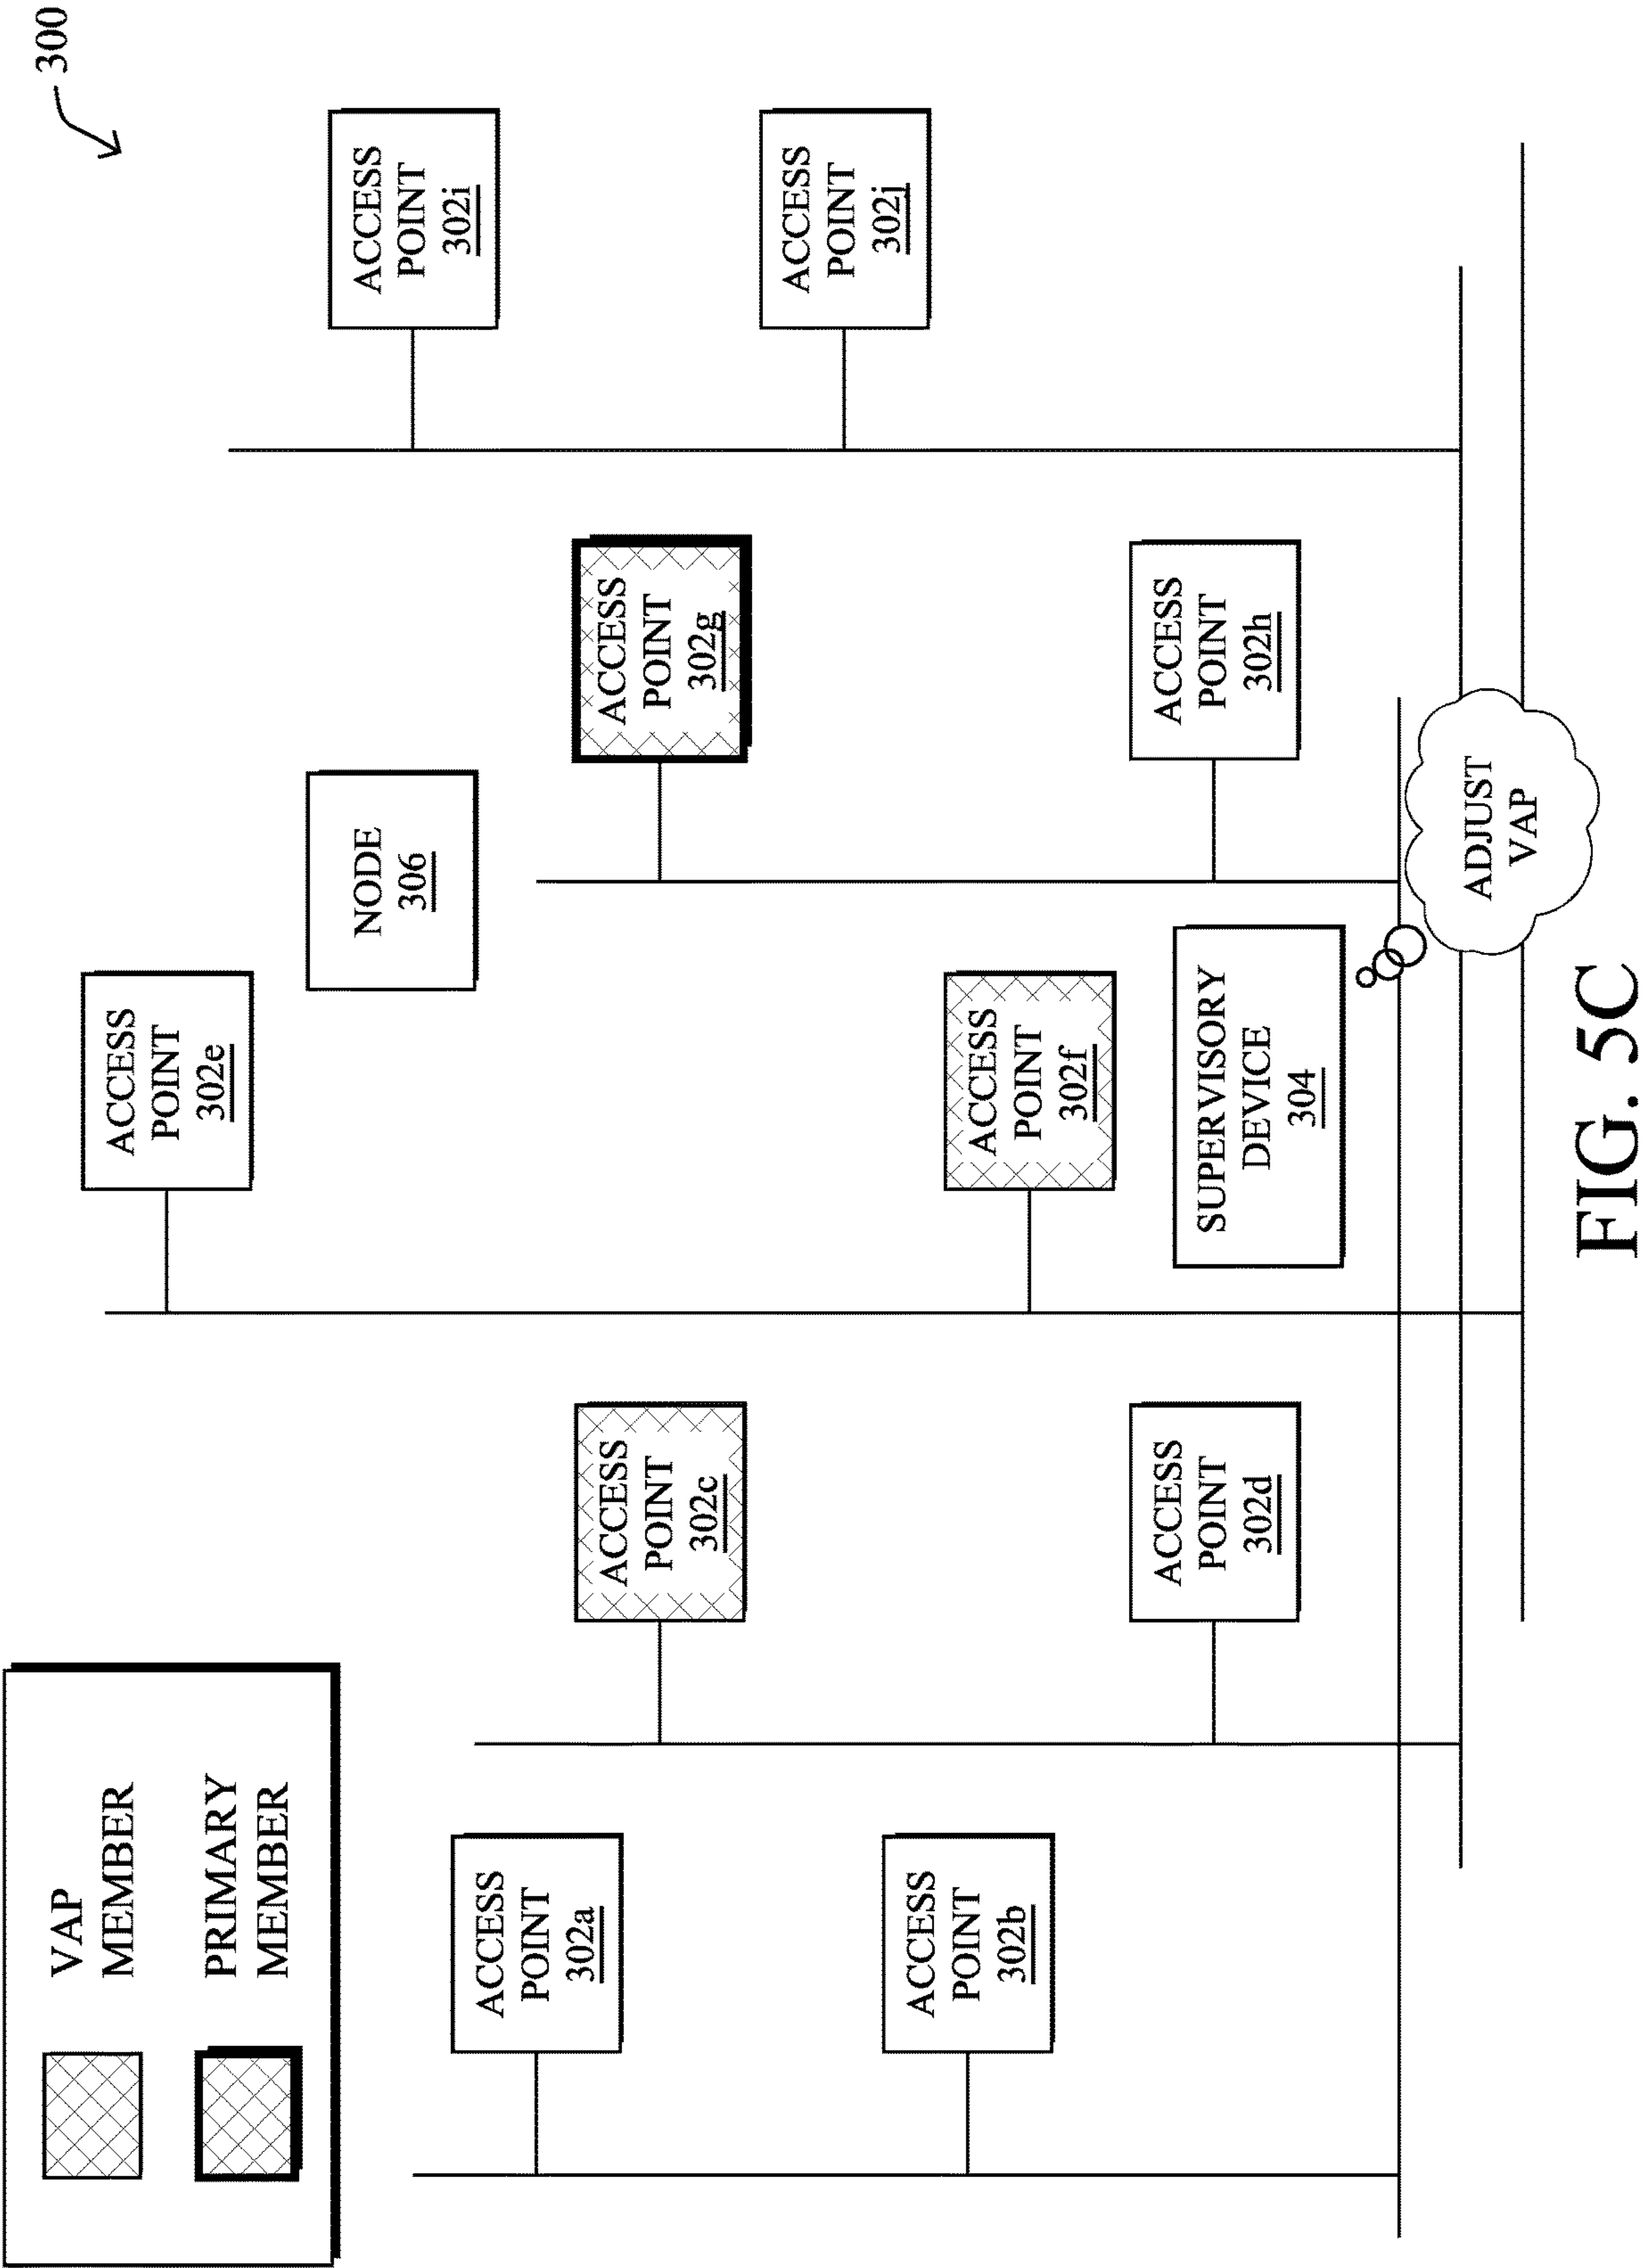 300
VAP
MEMBER
PRIMARY
MEMBER
ACCESS
POINT
302a
ACCESS
POINT
302b
ACCESS
POINT
302c
ACCESS
POINT
302d
ACCESS
POINT
302e
ACCESS
POINT
302f
NODE
306
SUPERVISORY
DEVICE
304
ACCESS
POINT
302g
ACCESS
POINT
302h
ADJUST
VAP
ACCESS
POINT
302i
ACCESS
POINT
302j
FIG. 5C